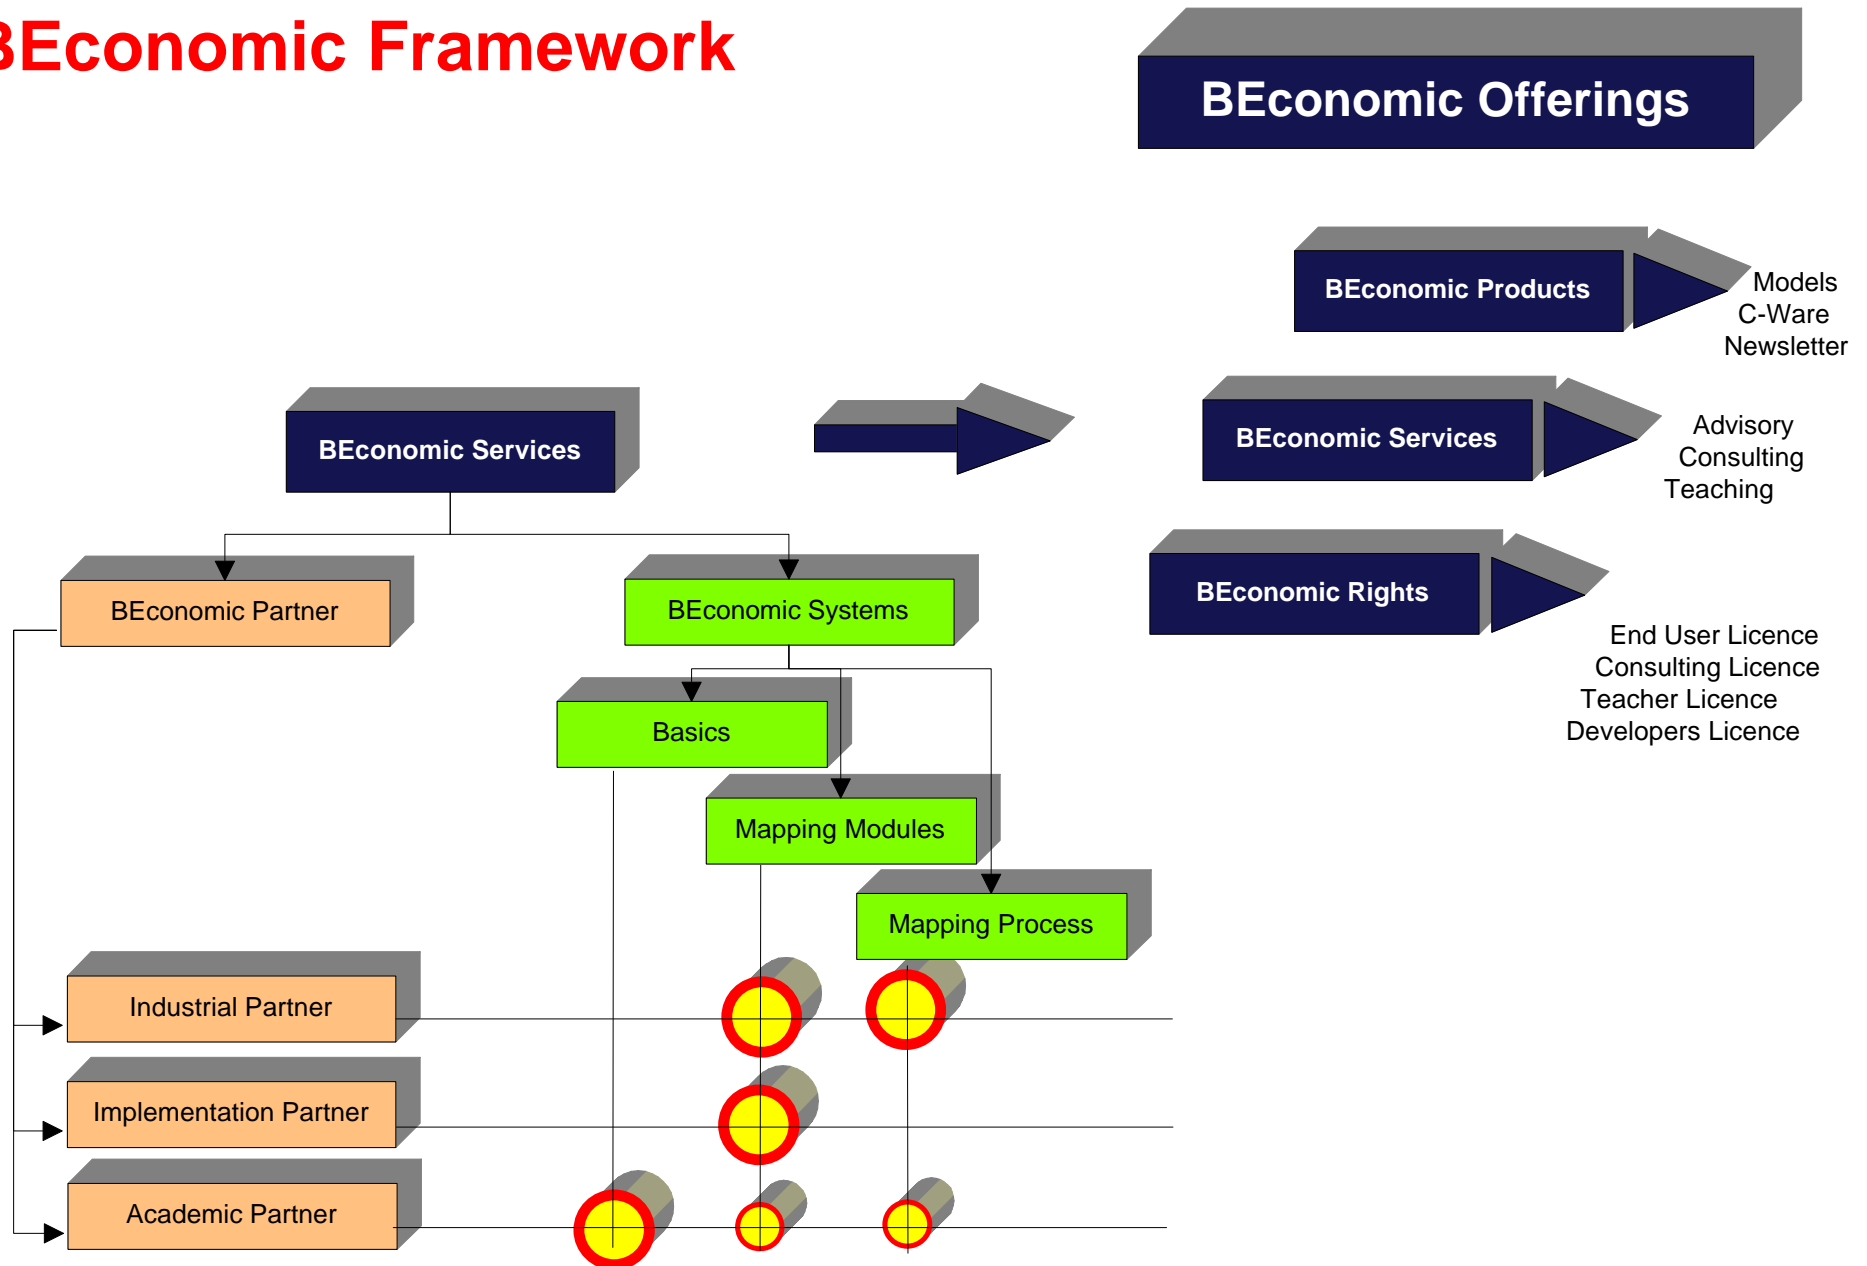 BEconomic Framework
BEconomic Offerings
BEconomic Products
Models
C-Ware
Newsletter
BEconomic Services
BEconomic Services
Advisory
Consulting
Teaching
BEconomic Partner
BEconomic Systems
BEconomic Rights
End User Licence
Consulting Licence
Teacher Licence
Developers Licence
Basics
Mapping Modules
Mapping Process
Industrial Partner
Implementation Partner
Academic Partner